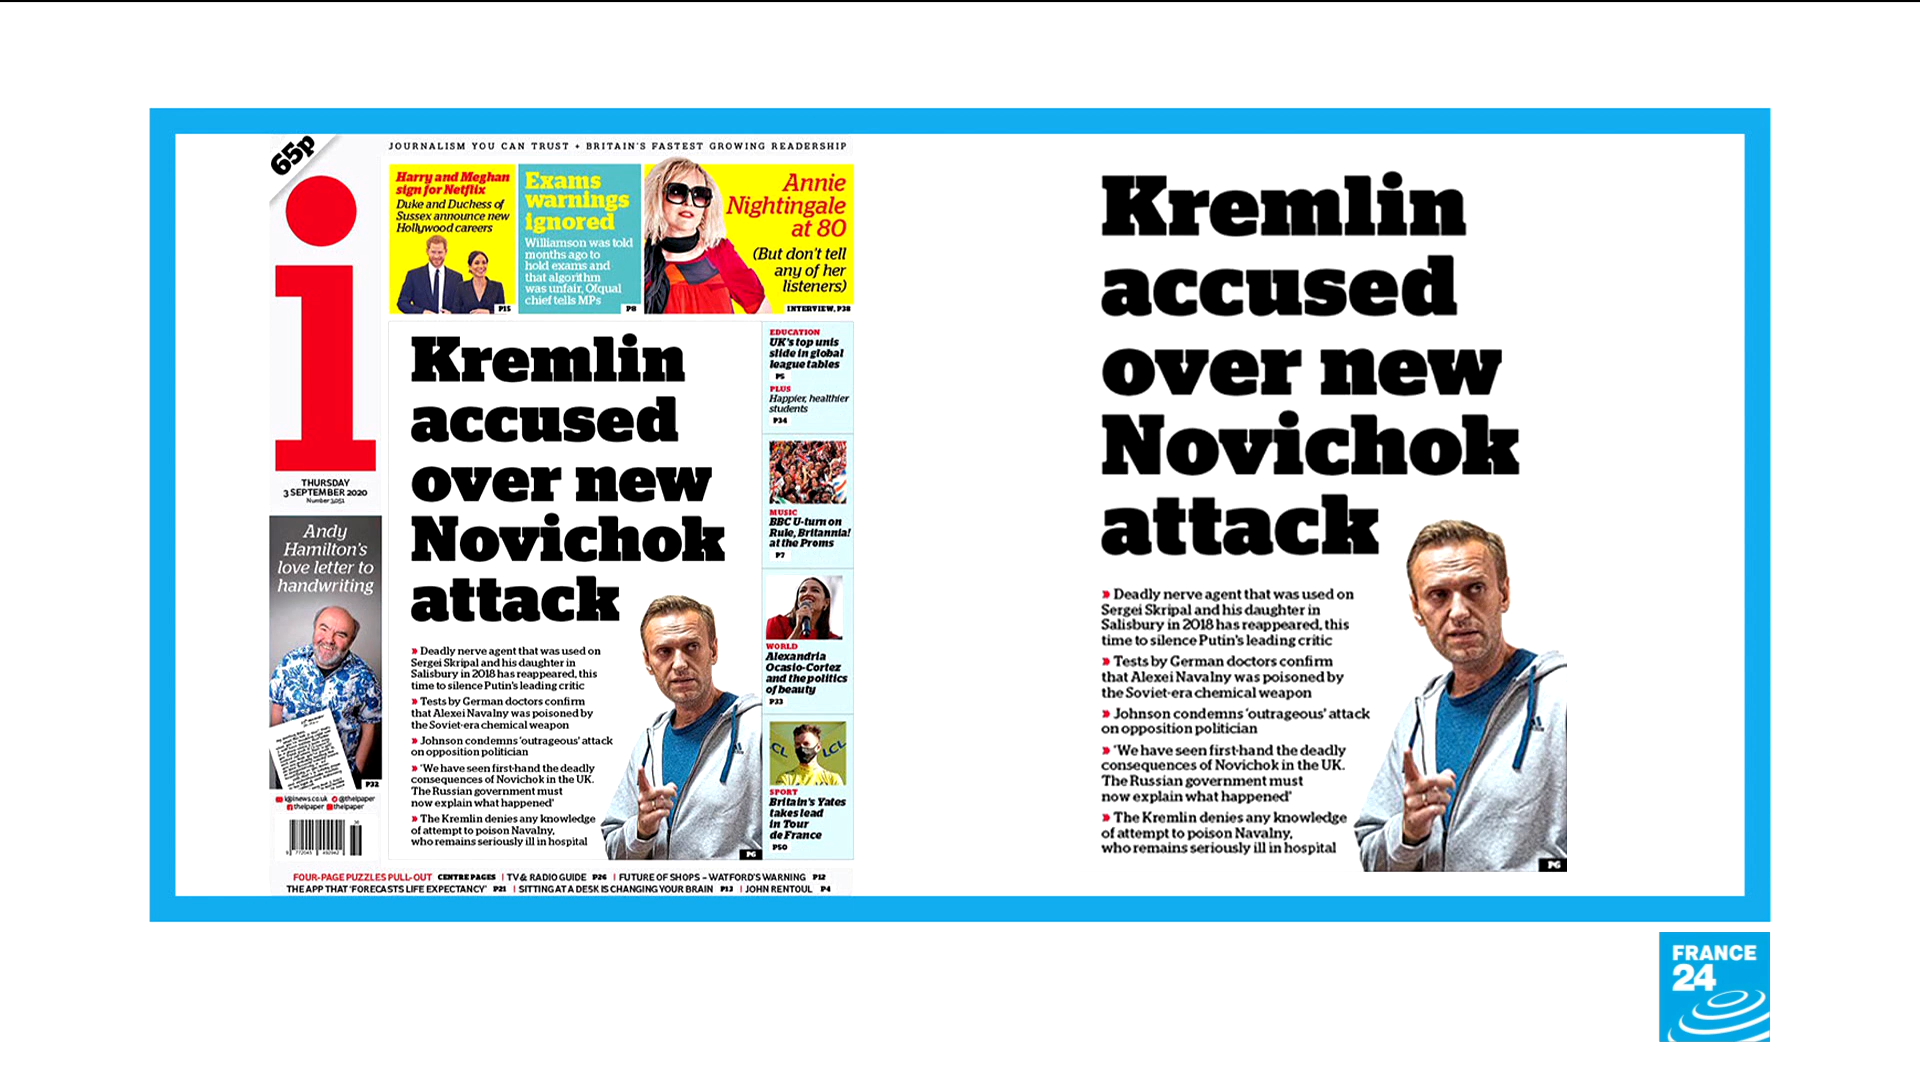 65p
JOURNALISM YOU CAN TRUST + BRITAIN'S FASTEST GROWING READERSHIP
i
THURSDAY
3 SEPTEMBER 2020
Number 3,051
Harry and Meghan
sign for Netflix
Duke and Duchess of
Sussex announce new
Hollywood careers
P15
Exams
warnings
ignored
Williamson was told
months ago to
hold exams and
that algorithm
was unfair, Ofqual
chief tells MPs
P8
Annie
Nightingale
at 80
(But don't tell
any of her
listeners)
INTERVIEW, P38
Andy
Hamilton's
love letter to
handwriting
P32
i@inews.co.uk @theipaper
theipaper theipaper
Kremlin
accused
over new
Novichok
attack
» Deadly nerve agent that was used on
Sergei Skripal and his daughter in
Salisbury in 2018 has reappeared, this
time to silence Putin's leading critic
» Tests by German doctors confirm
that Alexei Navalny was poisoned by
the Soviet-era chemical weapon
» Johnson condemns 'outrageous' attack
on opposition politician
» 'We have seen first-hand the deadly
consequences of Novichok in the UK.
The Russian government must
now explain what happened'
» The Kremlin denies any knowledge
of attempt to poison Navalny,
who remains seriously ill in hospital
P6
EDUCATION
UK's top unis
slide in global
league tables
P5
PLUS
Happier, healthier
students
P34
MUSIC
BBC U-turn on
Rule, Britannia!
at the Proms
P7
WORLD
Alexandria
Ocasio-Cortez
and the politics
of beauty
P23
LCL
SPORT
Britain's Yates
takes lead
in Tour
de France
P50
FOUR-PAGE PUZZLES PULL-OUT CENTRE PAGES | TV & RADIO GUIDE P26 | FUTURE OF SHOPS – WATFORD'S WARNING P12
THE APP THAT 'FORECASTS LIFE EXPECTANCY' P21 | SITTING AT A DESK IS CHANGING YOUR BRAIN P13 | JOHN RENTOUL P4
Kremlin
accused
over new
Novichok
attack
» Deadly nerve agent that was used on
Sergei Skripal and his daughter in
Salisbury in 2018 has reappeared, this
time to silence Putin's leading critic
» Tests by German doctors confirm
that Alexei Navalny was poisoned by
the Soviet-era chemical weapon
» Johnson condemns 'outrageous' attack
on opposition politician
» 'We have seen first-hand the deadly
consequences of Novichok in the UK.
The Russian government must
now explain what happened'
» The Kremlin denies any knowledge
of attempt to poison Navalny,
who remains seriously ill in hospital
P6
FRANCE
24